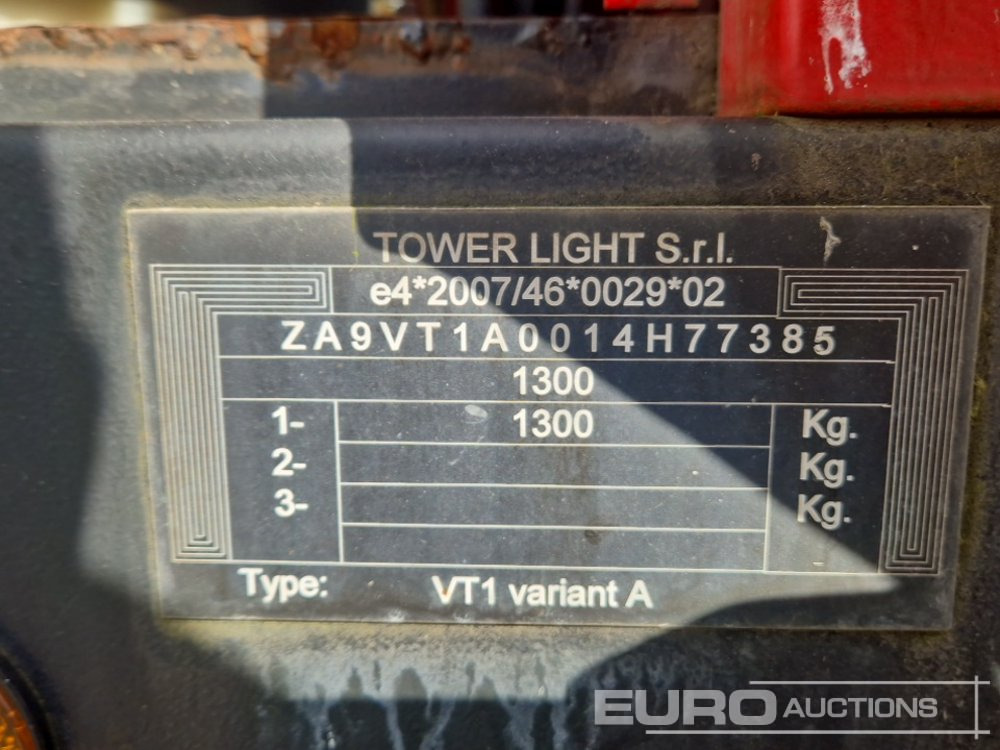 TOWER LIGHT S.r.l.
e4*2007/46*0029*02
ZA9VT1A0014H77385
1300
1- 1300 Kg.
2- Kg.
3- Kg.
Type: VT1 variant A
EURO AUCTIONS